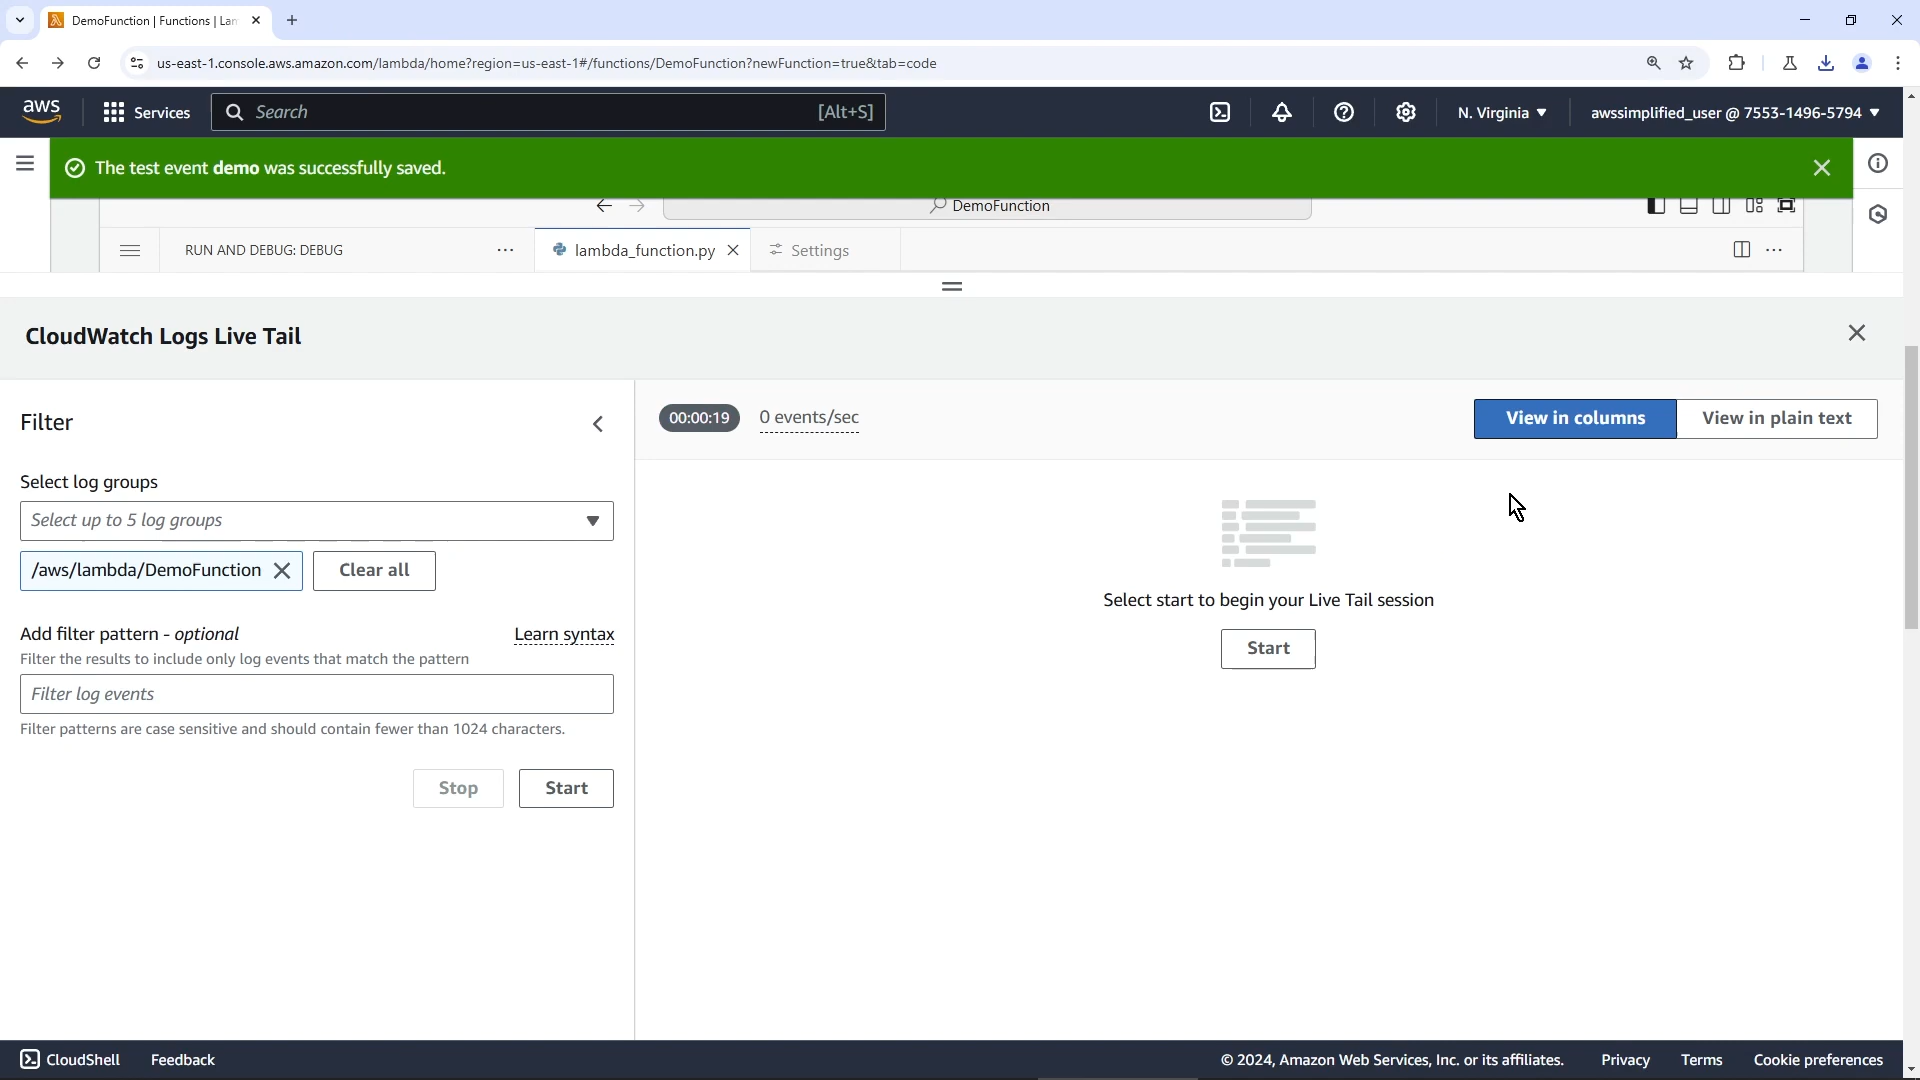 DemoFunction | Functions | Lam
us-east-1.console.aws.amazon.com/lambda/home?region=us-east-1#/functions/DemoFunction?newFunction=true&tab=code
aws
Services
Search
[Alt+S]
N. Virginia
awssimplified_user @ 7553-1496-5794
The test event demo was successfully saved.
DemoFunction
RUN AND DEBUG: DEBUG
lambda_function.py
Settings
CloudWatch Logs Live Tail
Filter
00:00:19
0 events/sec
View in columns
View in plain text
Select log groups
Select up to 5 log groups
/aws/lambda/DemoFunction
Clear all
Select start to begin your Live Tail session
Start
Add filter pattern - optional
Learn syntax
Filter the results to include only log events that match the pattern
Filter log events
Filter patterns are case sensitive and should contain fewer than 1024 characters.
Stop
Start
CloudShell
Feedback
© 2024, Amazon Web Services, Inc. or its affiliates.
Privacy
Terms
Cookie preferences